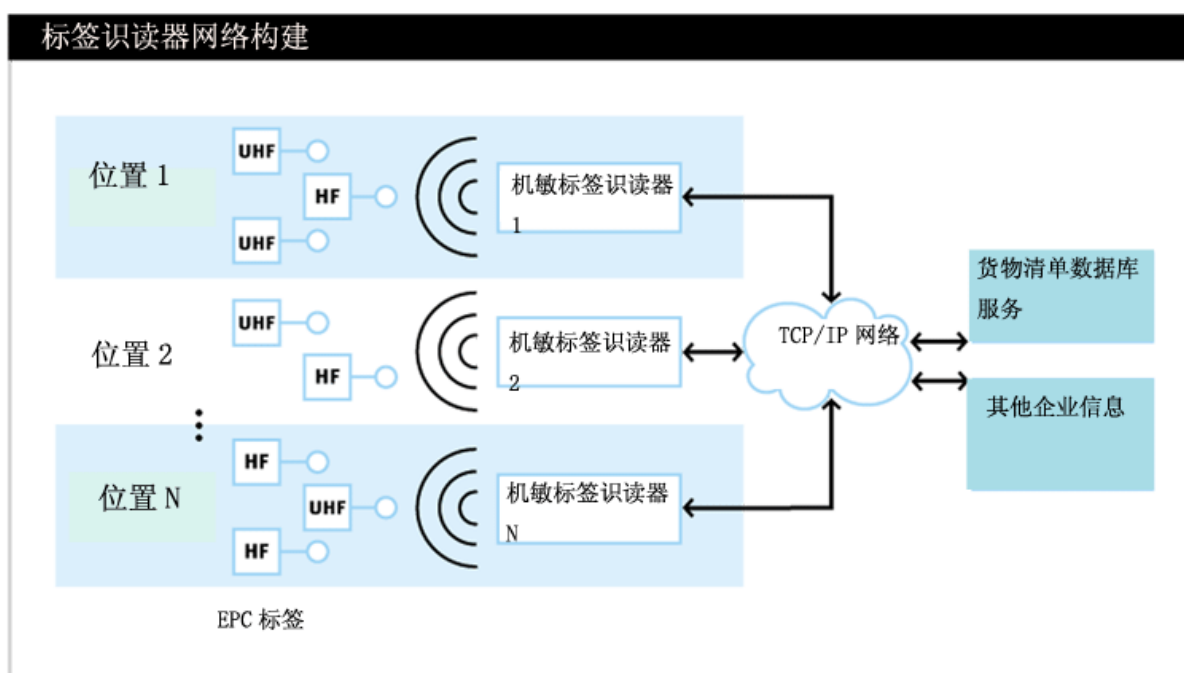 标签识读器网络构建
位置 1
UHF
HF
UHF
机敏标签识读器
1
位置 2
UHF
HF
机敏标签识读器
2
TCP/IP 网络
货物清单数据库
服务
其他企业信息
位置 N
HF
UHF
HF
机敏标签识读器
N
EPC 标签